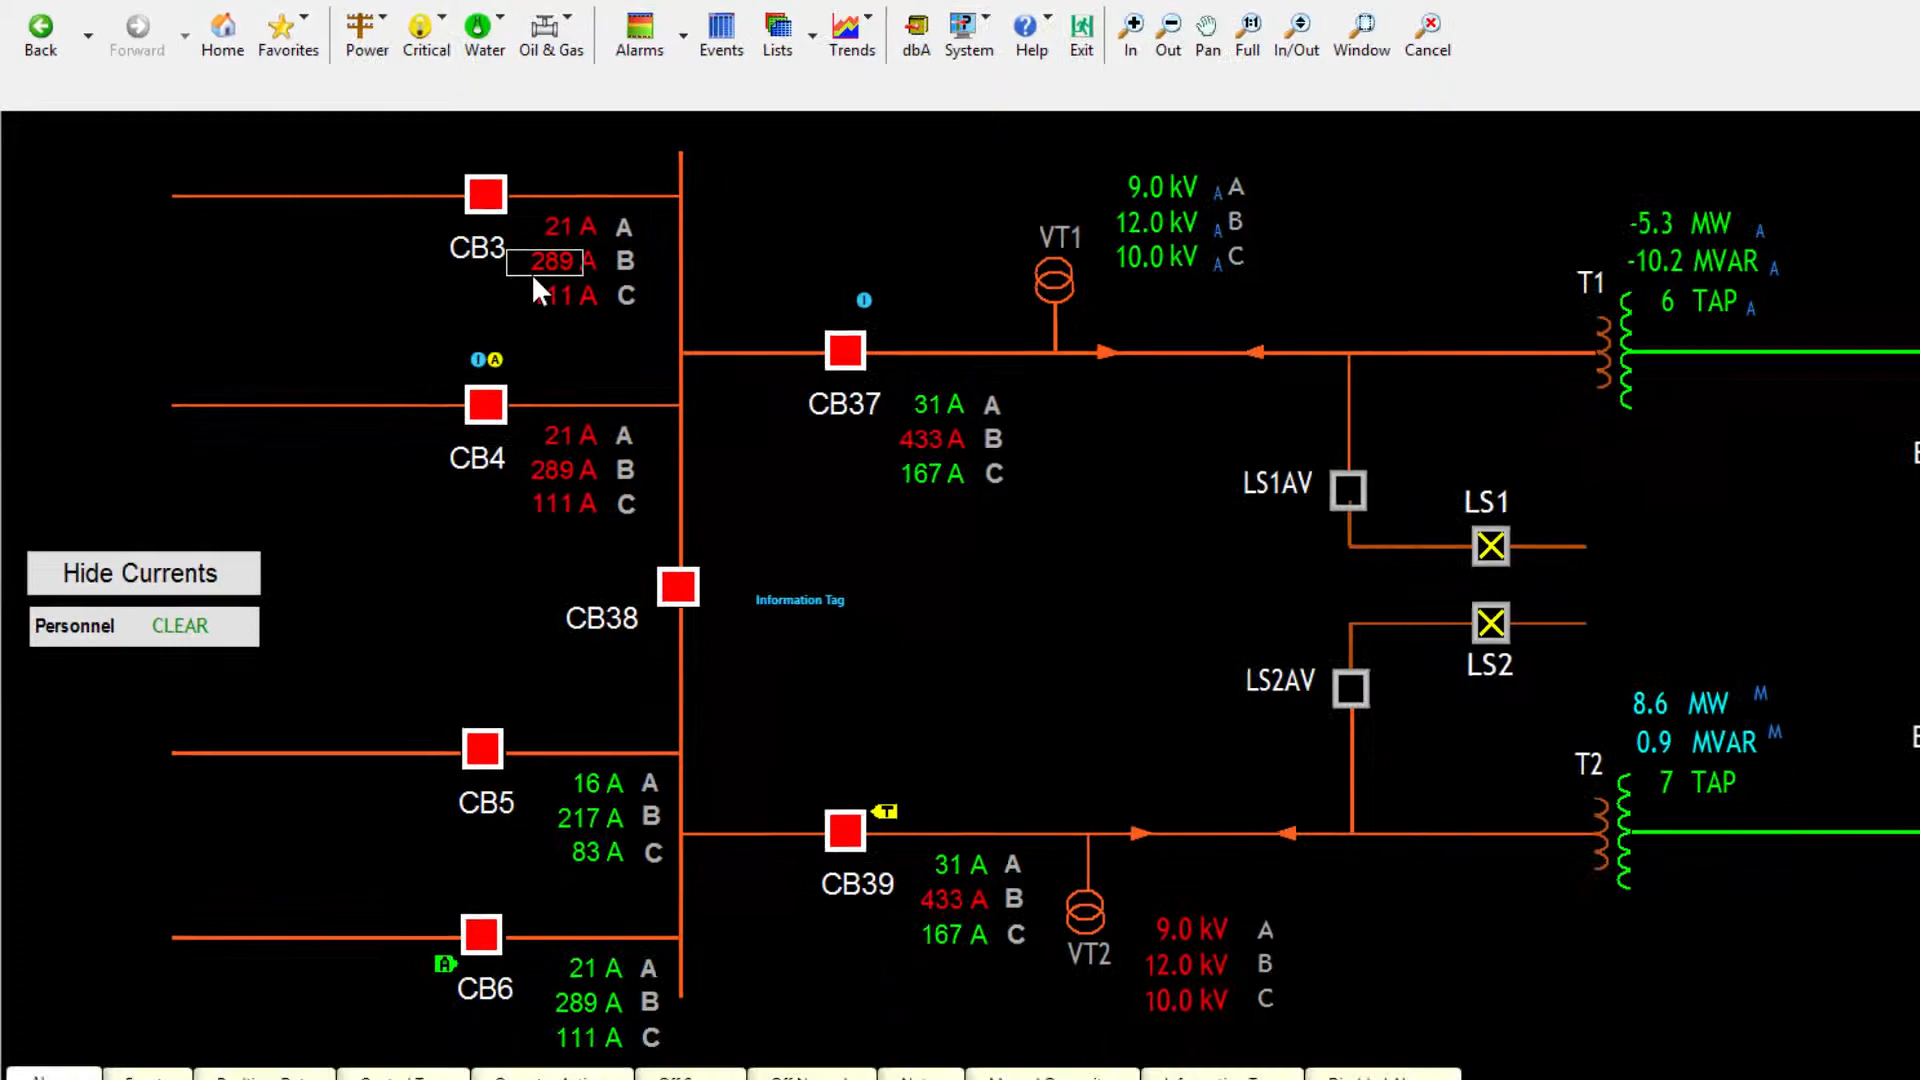 Back Forward Home Favorites Power Critical Water Oil & Gas Alarms Events Lists Trends dbA System Help Exit In Out Pan Full In/Out Window Cancel
CB3
21 A A
289 A B
11 A C
I A
CB4
21 A A
289 A B
111 A C
Hide Currents
Personnel CLEAR
CB38
Information Tag
CB5
16 A A
217 A B
83 A C
A
CB6
21 A A
289 A B
111 A C
I
CB37
31 A A
433 A B
167 A C
VT1
9.0 kV A A
12.0 kV A B
10.0 kV A C
T
CB39
31 A A
433 A B
167 A C
VT2
9.0 kV A
12.0 kV B
10.0 kV C
LS1AV
LS1
LS2AV
LS2
T1
-5.3 MW A
-10.2 MVAR A
6 TAP A
T2
8.6 MW M
0.9 MVAR M
7 TAP